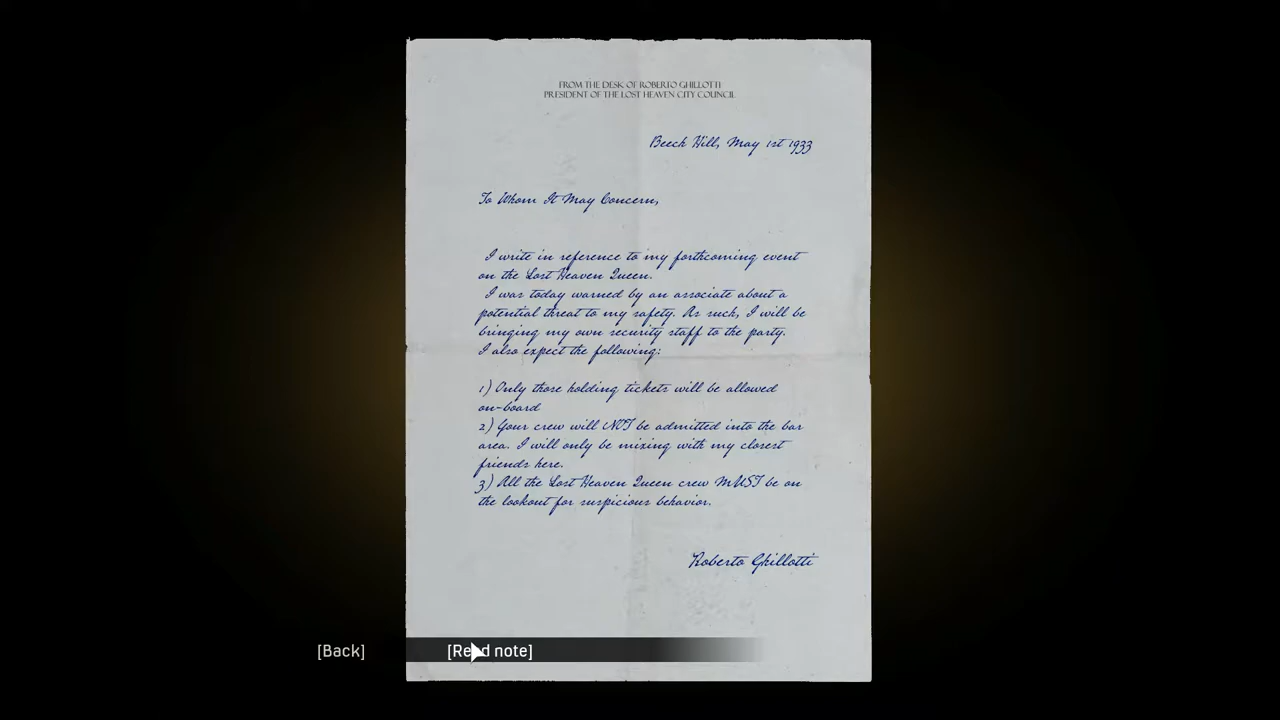 FROM THE DESK OF ROBERTO GHILLOTTI
PRESIDENT OF THE LOST HEAVEN CITY COUNCIL
Beech Hill, May 1st 1933
To Whom It May Concern,
I write in reference to my forthcoming event
on the Lost Heaven Queen.
I was today warned by an associate about a
potential threat to my safety. As such, I will be
bringing my own security staff to the party.
I also expect the following:
1) Only those holding tickets will be allowed
on-board
2) Your crew will NOT be admitted into the bar
area. I will only be mixing with my closest
friends here.
3) All the Lost Heaven Queen crew MUST be on
the lookout for suspicious behavior.
Roberto Ghillotti
[Back] [Read note]